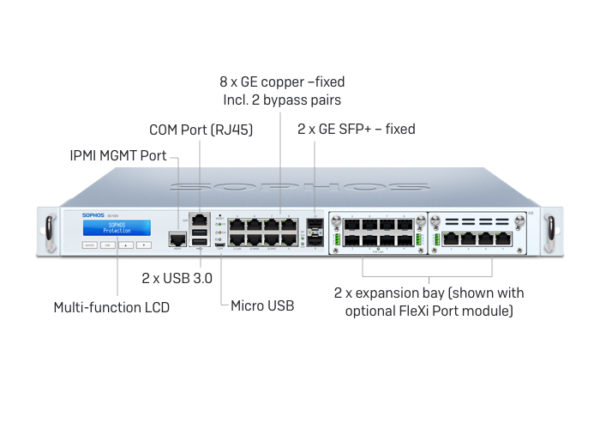 8 x GE copper –fixed
Incl. 2 bypass pairs
COM Port (RJ45)
2 x GE SFP+ – fixed
IPMI MGMT Port
SOPHOS
SOPHOS
SOPHOS
Protection
2 x USB 3.0
Multi-function LCD
Micro USB
2 x expansion bay (shown with
optional FleXi Port module)